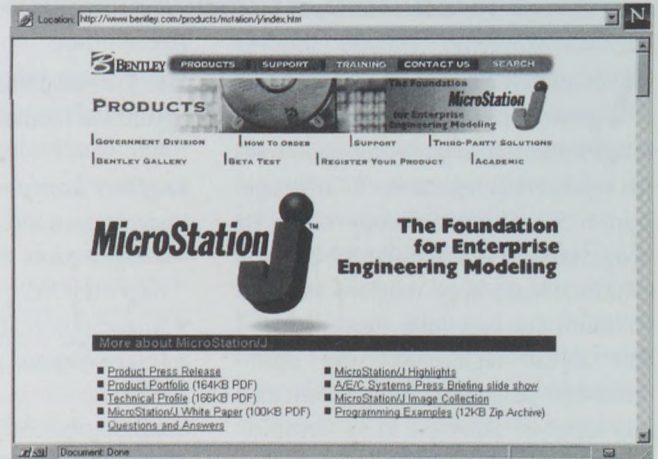 Location: http://www.bentley.com/products/mstation/j/index.htm
N
BENTLEY PRODUCTS SUPPORT TRAINING CONTACT US SEARCH
PRODUCTS
The Foundation
for Enterprise
Engineering Modeling
MicroStation J
GOVERNMENT DIVISION HOW TO ORDER SUPPORT THIRD-PARTY SOLUTIONS
BENTLEY GALLERY BETA TEST REGISTER YOUR PRODUCT ACADEMIC
MicroStation J ™
The Foundation
for Enterprise
Engineering Modeling
More about MicroStation/J
Product Press Release
Product Portfolio (164KB PDF)
Technical Profile (166KB PDF)
MicroStation/J White Paper (100KB PDF)
Questions and Answers
MicroStation/J Highlights
A/E/C Systems Press Briefing slide show
MicroStation/J Image Collection
Programming Examples (12KB Zip Archive)
Document: Done